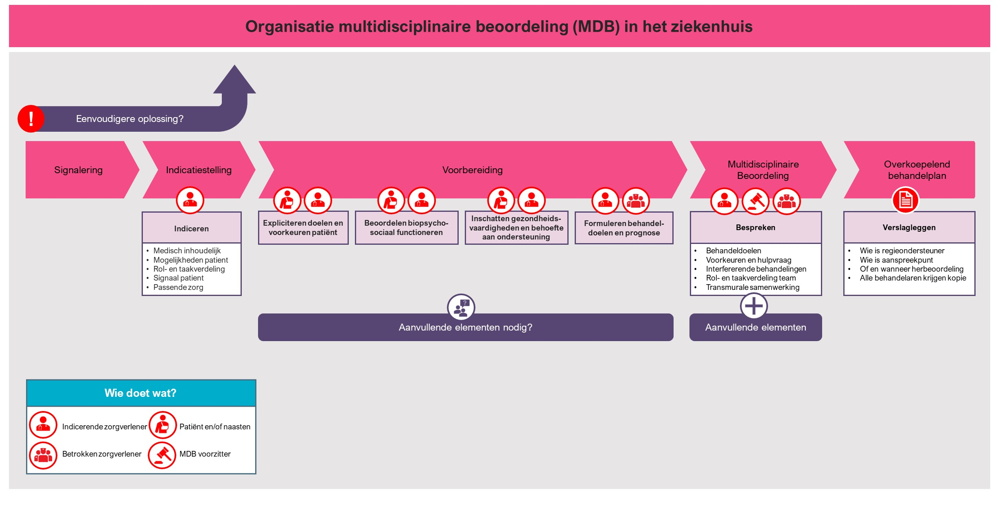 Organisatie multidisciplinaire beoordeling (MDB) in het ziekenhuis
!
Eenvoudigere oplossing?
Signalering
Indicatiestelling
Voorbereiding
Multidisciplinaire
Beoordeling
Overkoepelend
behandelplan
Indiceren
• Medisch inhoudelijk
• Mogelijkheden patient
• Rol- en taakverdeling
• Signaal patient
• Passende zorg
Expliciteren doelen en
voorkeuren patiënt
Beoordelen biopsycho-
sociaal functioneren
Inschatten gezondheids-
vaardigheden en behoefte
aan ondersteuning
Formuleren behandel-
doelen en prognose
Bespreken
• Behandeldoelen
• Voorkeuren en hulpvraag
• Interfererende behandelingen
• Rol- en taakverdeling team
• Transmurale samenwerking
Verslagleggen
• Wie is regieondersteuner
• Wie is aanspreekpunt
• Of en wanneer herbeoordeling
• Alle behandelaren krijgen kopie
?
Aanvullende elementen nodig?
Aanvullende elementen
Wie doet wat?
Indicerende zorgverlener
Patiënt en/of naasten
Betrokken zorgverlener
MDB voorzitter